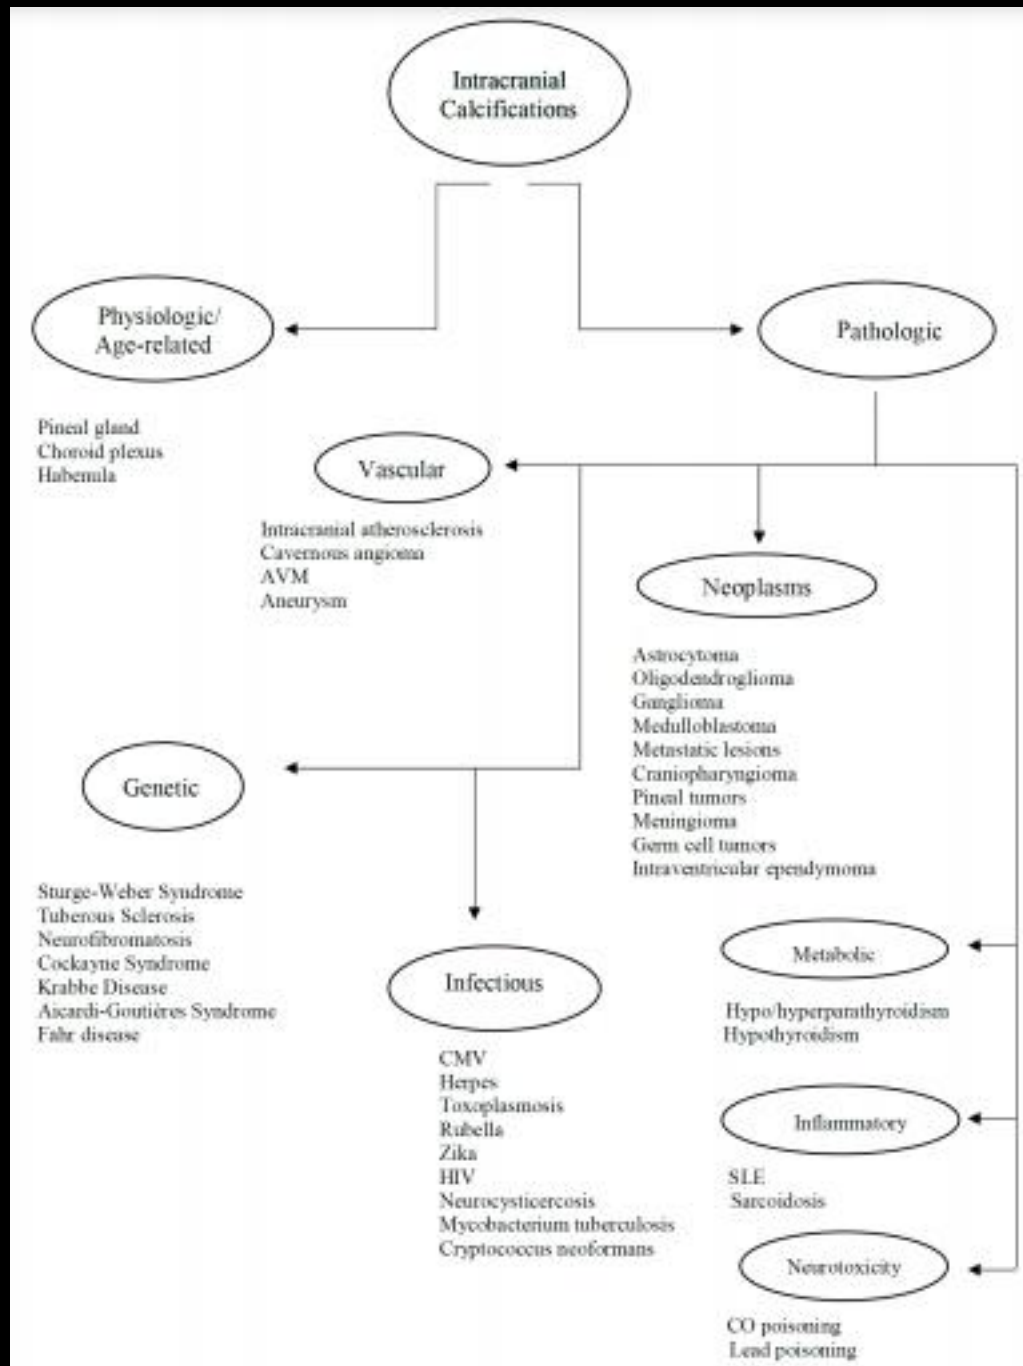 Intracranial
Calcifications
Physiologic/
Age-related
Pathologic
Pineal gland
Choroid plexus
Habenula
Vascular
Intracranial atherosclerosis
Cavernous angioma
AVM
Aneurysm
Neoplasms
Astrocytoma
Oligodendroglioma
Ganglioma
Medulloblastoma
Metastatic lesions
Craniopharyngioma
Pineal tumors
Meningioma
Germ cell tumors
Intraventricular ependymoma
Genetic
Sturge-Weber Syndrome
Tuberous Sclerosis
Neurofibromatosis
Cockayne Syndrome
Krabbe Disease
Aicardi-Goutières Syndrome
Fahr disease
Infectious
CMV
Herpes
Toxoplasmosis
Rubella
Zika
HIV
Neurocysticercosis
Mycobacterium tuberculosis
Cryptococcus neoformans
Metabolic
Hypo/hyperparathyroidism
Hypothyroidism
Inflammatory
SLE
Sarcoidosis
Neurotoxicity
CO poisoning
Lead poisoning